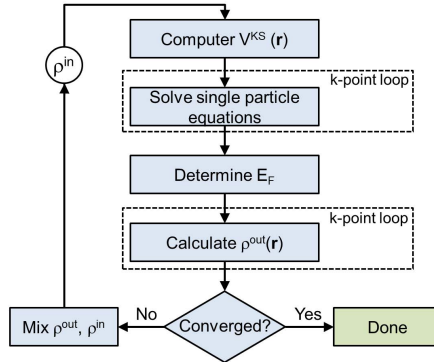 Computer V^KS (r)
ρ^in
k-point loop
Solve single particle
equations
Determine E_F
k-point loop
Calculate ρ^out(r)
No
Yes
Mix ρ^out, ρ^in
Converged?
Done